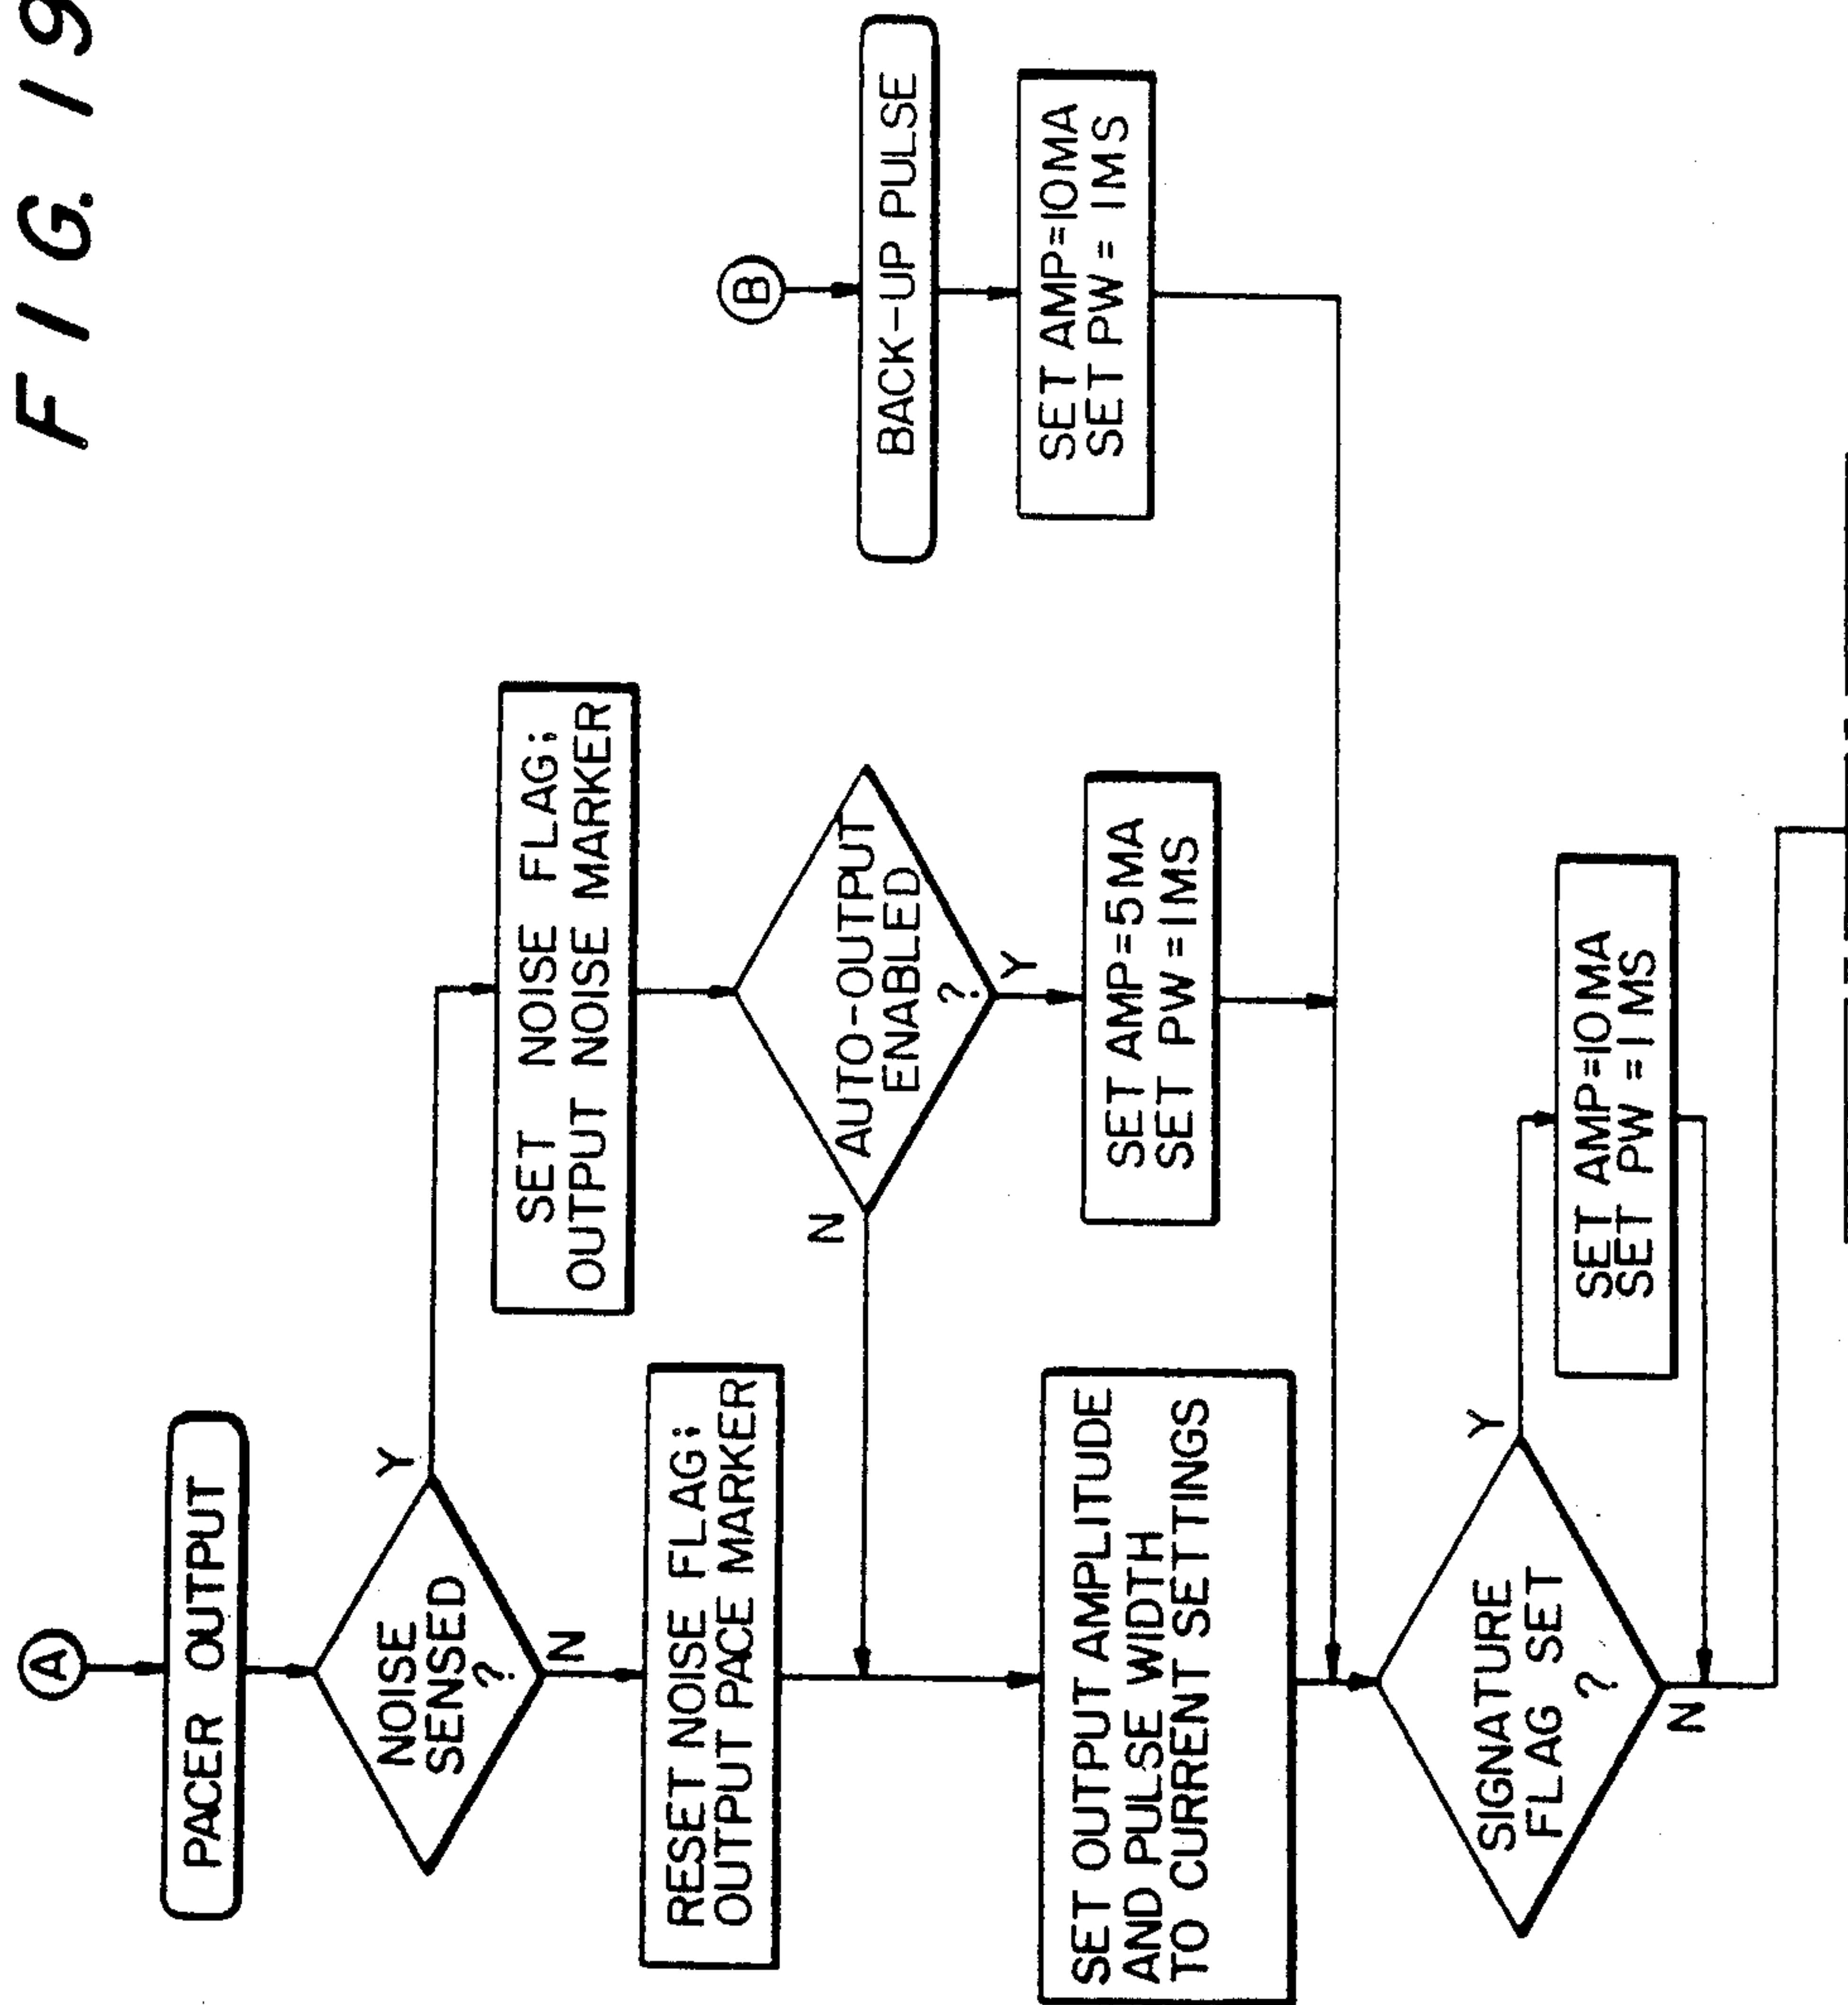 FIG. 19
A
PACER OUTPUT
NOISE
SENSED
?
Y
N
SET NOISE FLAG;
OUTPUT NOISE MARKER
RESET NOISE FLAG;
OUTPUT PACE MARKER
AUTO-OUTPUT
ENABLED
?
N
Y
SET AMP=5MA
SET PW=1MS
B
BACK-UP PULSE
SET AMP=10MA
SET PW = 1MS
SET OUTPUT AMPLITUDE
AND PULSE WIDTH
TO CURRENT SETTINGS
SIGNATURE
FLAG SET
?
Y
N
SET AMP=10MA
SET PW =1MS